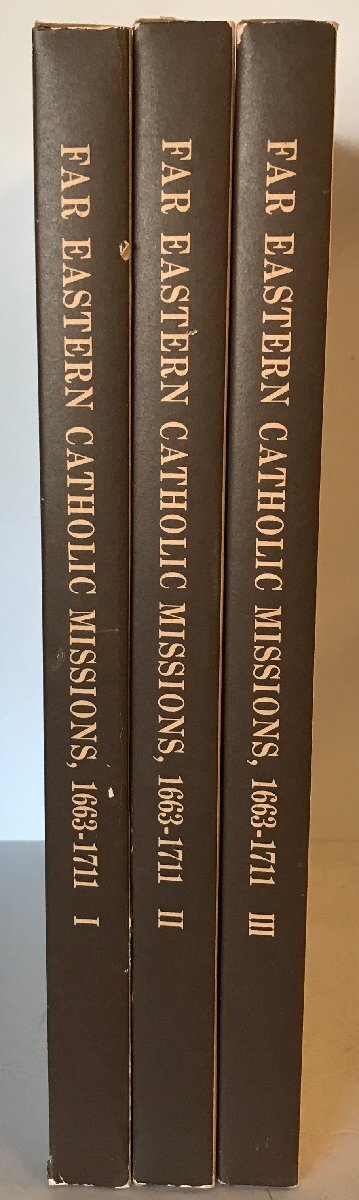 FAR EASTERN CATHOLIC MISSIONS, 1663-1711 I
FAR EASTERN CATHOLIC MISSIONS, 1663-1711 II
FAR EASTERN CATHOLIC MISSIONS, 1663-1711 III